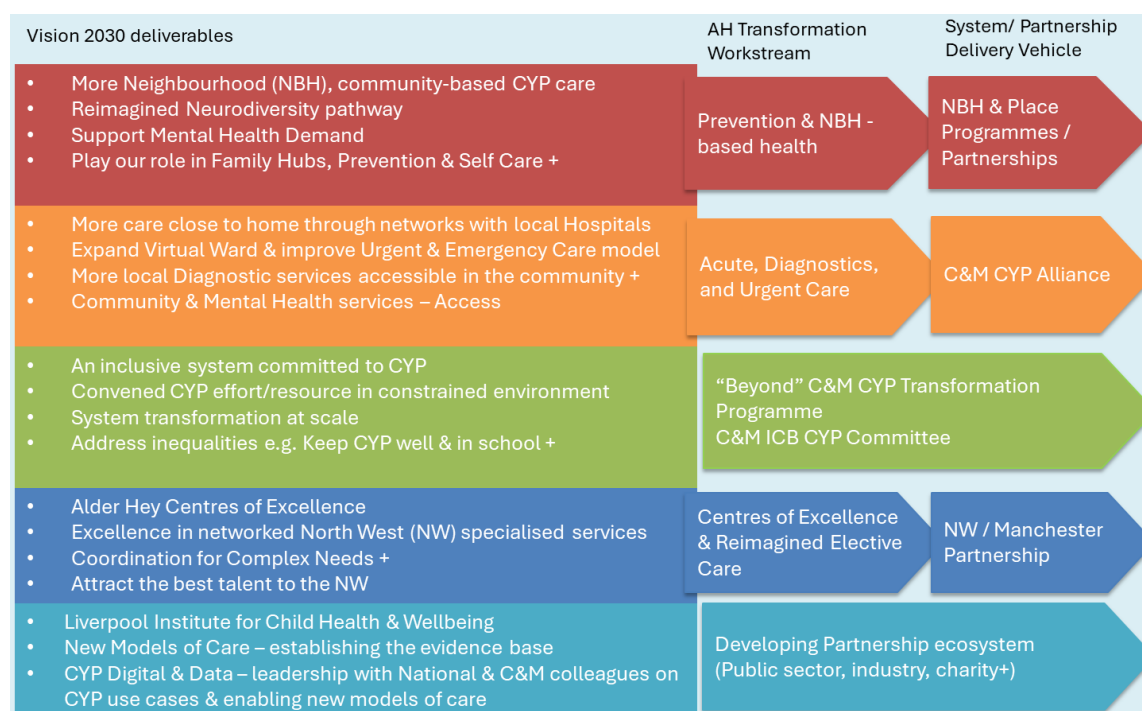 Vision 2030 deliverables
AH Transformation
Workstream
System/ Partnership
Delivery Vehicle
• More Neighbourhood (NBH), community-based CYP care
• Reimagined Neurodiversity pathway
• Support Mental Health Demand
• Play our role in Family Hubs, Prevention & Self Care +
Prevention & NBH -
based health
NBH & Place
Programmes /
Partnerships
• More care close to home through networks with local Hospitals
• Expand Virtual Ward & improve Urgent & Emergency Care model
• More local Diagnostic services accessible in the community +
• Community & Mental Health services – Access
Acute, Diagnostics,
and Urgent Care
C&M CYP Alliance
• An inclusive system committed to CYP
• Convened CYP effort/resource in constrained environment
• System transformation at scale
• Address inequalities e.g. Keep CYP well & in school +
“Beyond” C&M CYP Transformation
Programme
C&M ICB CYP Committee
• Alder Hey Centres of Excellence
• Excellence in networked North West (NW) specialised services
• Coordination for Complex Needs +
• Attract the best talent to the NW
Centres of Excellence
& Reimagined Elective
Care
NW / Manchester
Partnership
• Liverpool Institute for Child Health & Wellbeing
• New Models of Care – establishing the evidence base
• CYP Digital & Data – leadership with National & C&M colleagues on
CYP use cases & enabling new models of care
Developing Partnership ecosystem
(Public sector, industry, charity+)